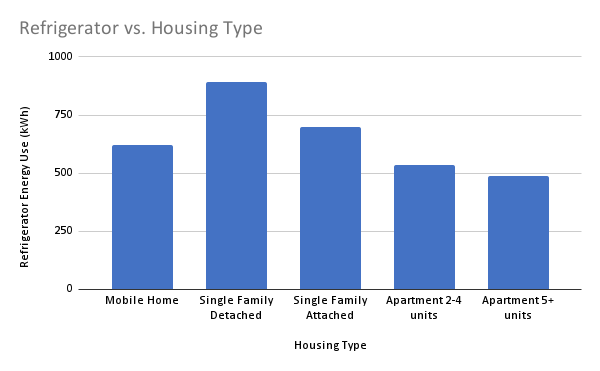 Refrigerator vs. Housing Type
1000
750
500
250
0
Refrigerator Energy Use (kWh)
Mobile Home
Single Family
Detached
Single Family
Attached
Apartment 2-4
units
Apartment 5+
units
Housing Type